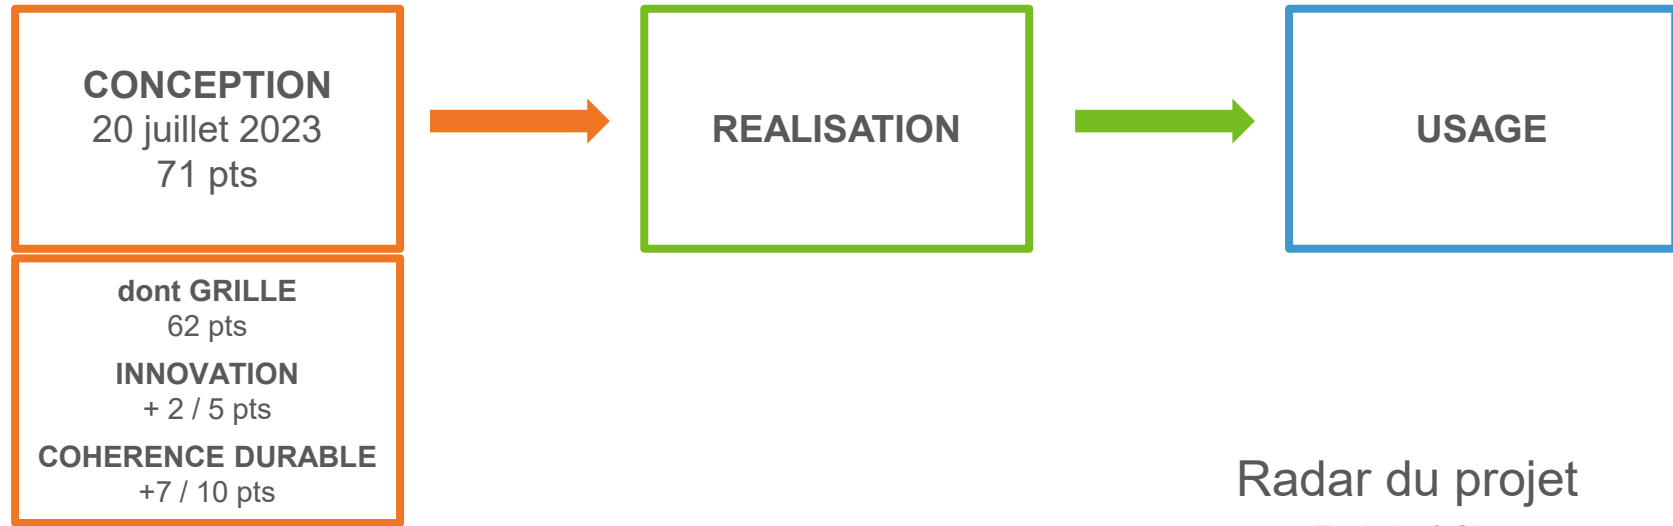 CONCEPTION
20 juillet 2023
71 pts
REALISATION
USAGE
dont GRILLE
62 pts
INNOVATION
+ 2 / 5 pts
COHERENCE DURABLE
+7 / 10 pts
Radar du projet